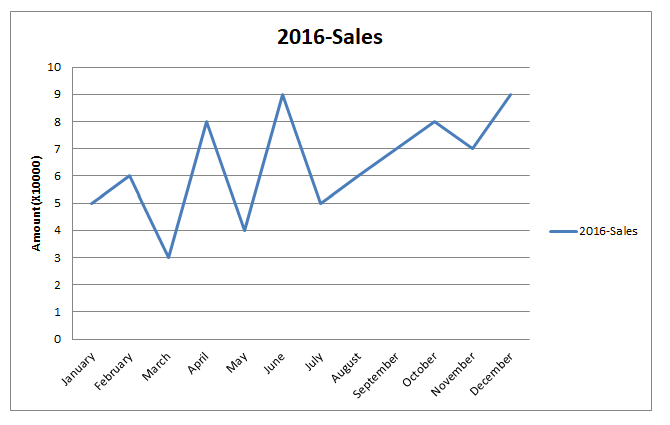 2016-Sales
10
9
8
7
6
5
4
3
2
1
0
Amount(X10000)
January
February
March
April
May
June
July
August
September
October
November
December
2016-Sales